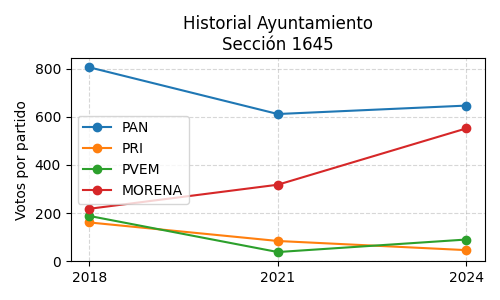 Historial Ayuntamiento
Sección 1645
Votos por partido
800
600
400
200
0
PAN
PRI
PVEM
MORENA
2018
2021
2024